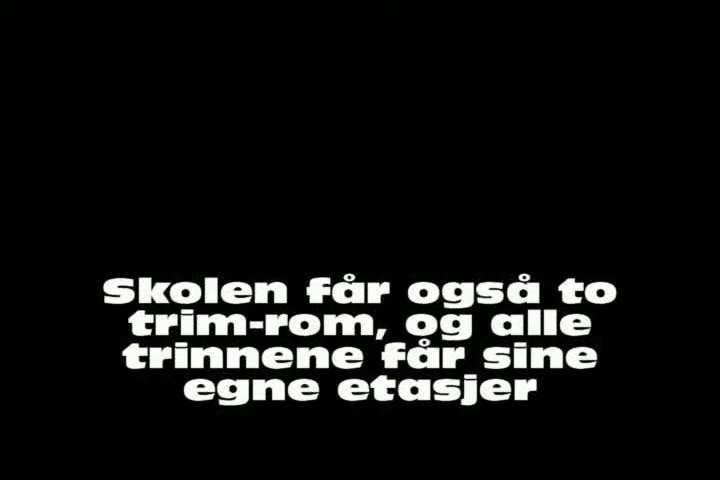 Skolen får også to
trim-rom, og alle
trinnene får sine
egne etasjer